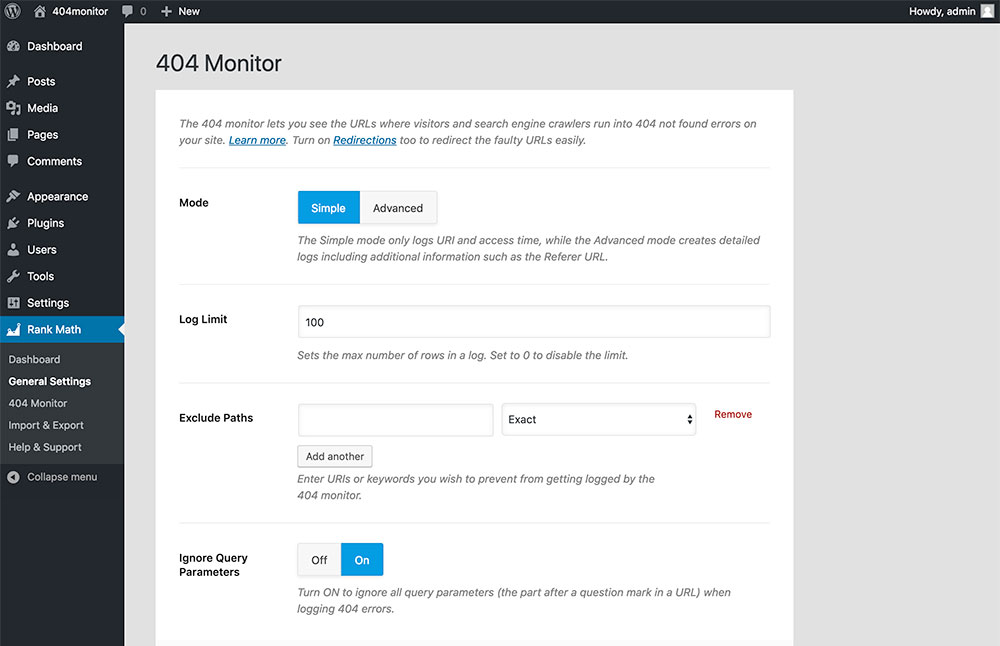 404monitor
0
New
Howdy, admin
Dashboard
Posts
Media
Pages
Comments
Appearance
Plugins
Users
Tools
Settings
Rank Math
Dashboard
General Settings
404 Monitor
Import & Export
Help & Support
Collapse menu
404 Monitor
The 404 monitor lets you see the URLs where visitors and search engine crawlers run into 404 not found errors on
your site. Learn more. Turn on Redirections too to redirect the faulty URLs easily.
Mode
Simple
Advanced
The Simple mode only logs URI and access time, while the Advanced mode creates detailed
logs including additional information such as the Referer URL.
Log Limit
100
Sets the max number of rows in a log. Set to 0 to disable the limit.
Exclude Paths
Exact
Remove
Add another
Enter URIs or keywords you wish to prevent from getting logged by the
404 monitor.
Ignore Query
Parameters
Off
On
Turn ON to ignore all query parameters (the part after a question mark in a URL) when
logging 404 errors.